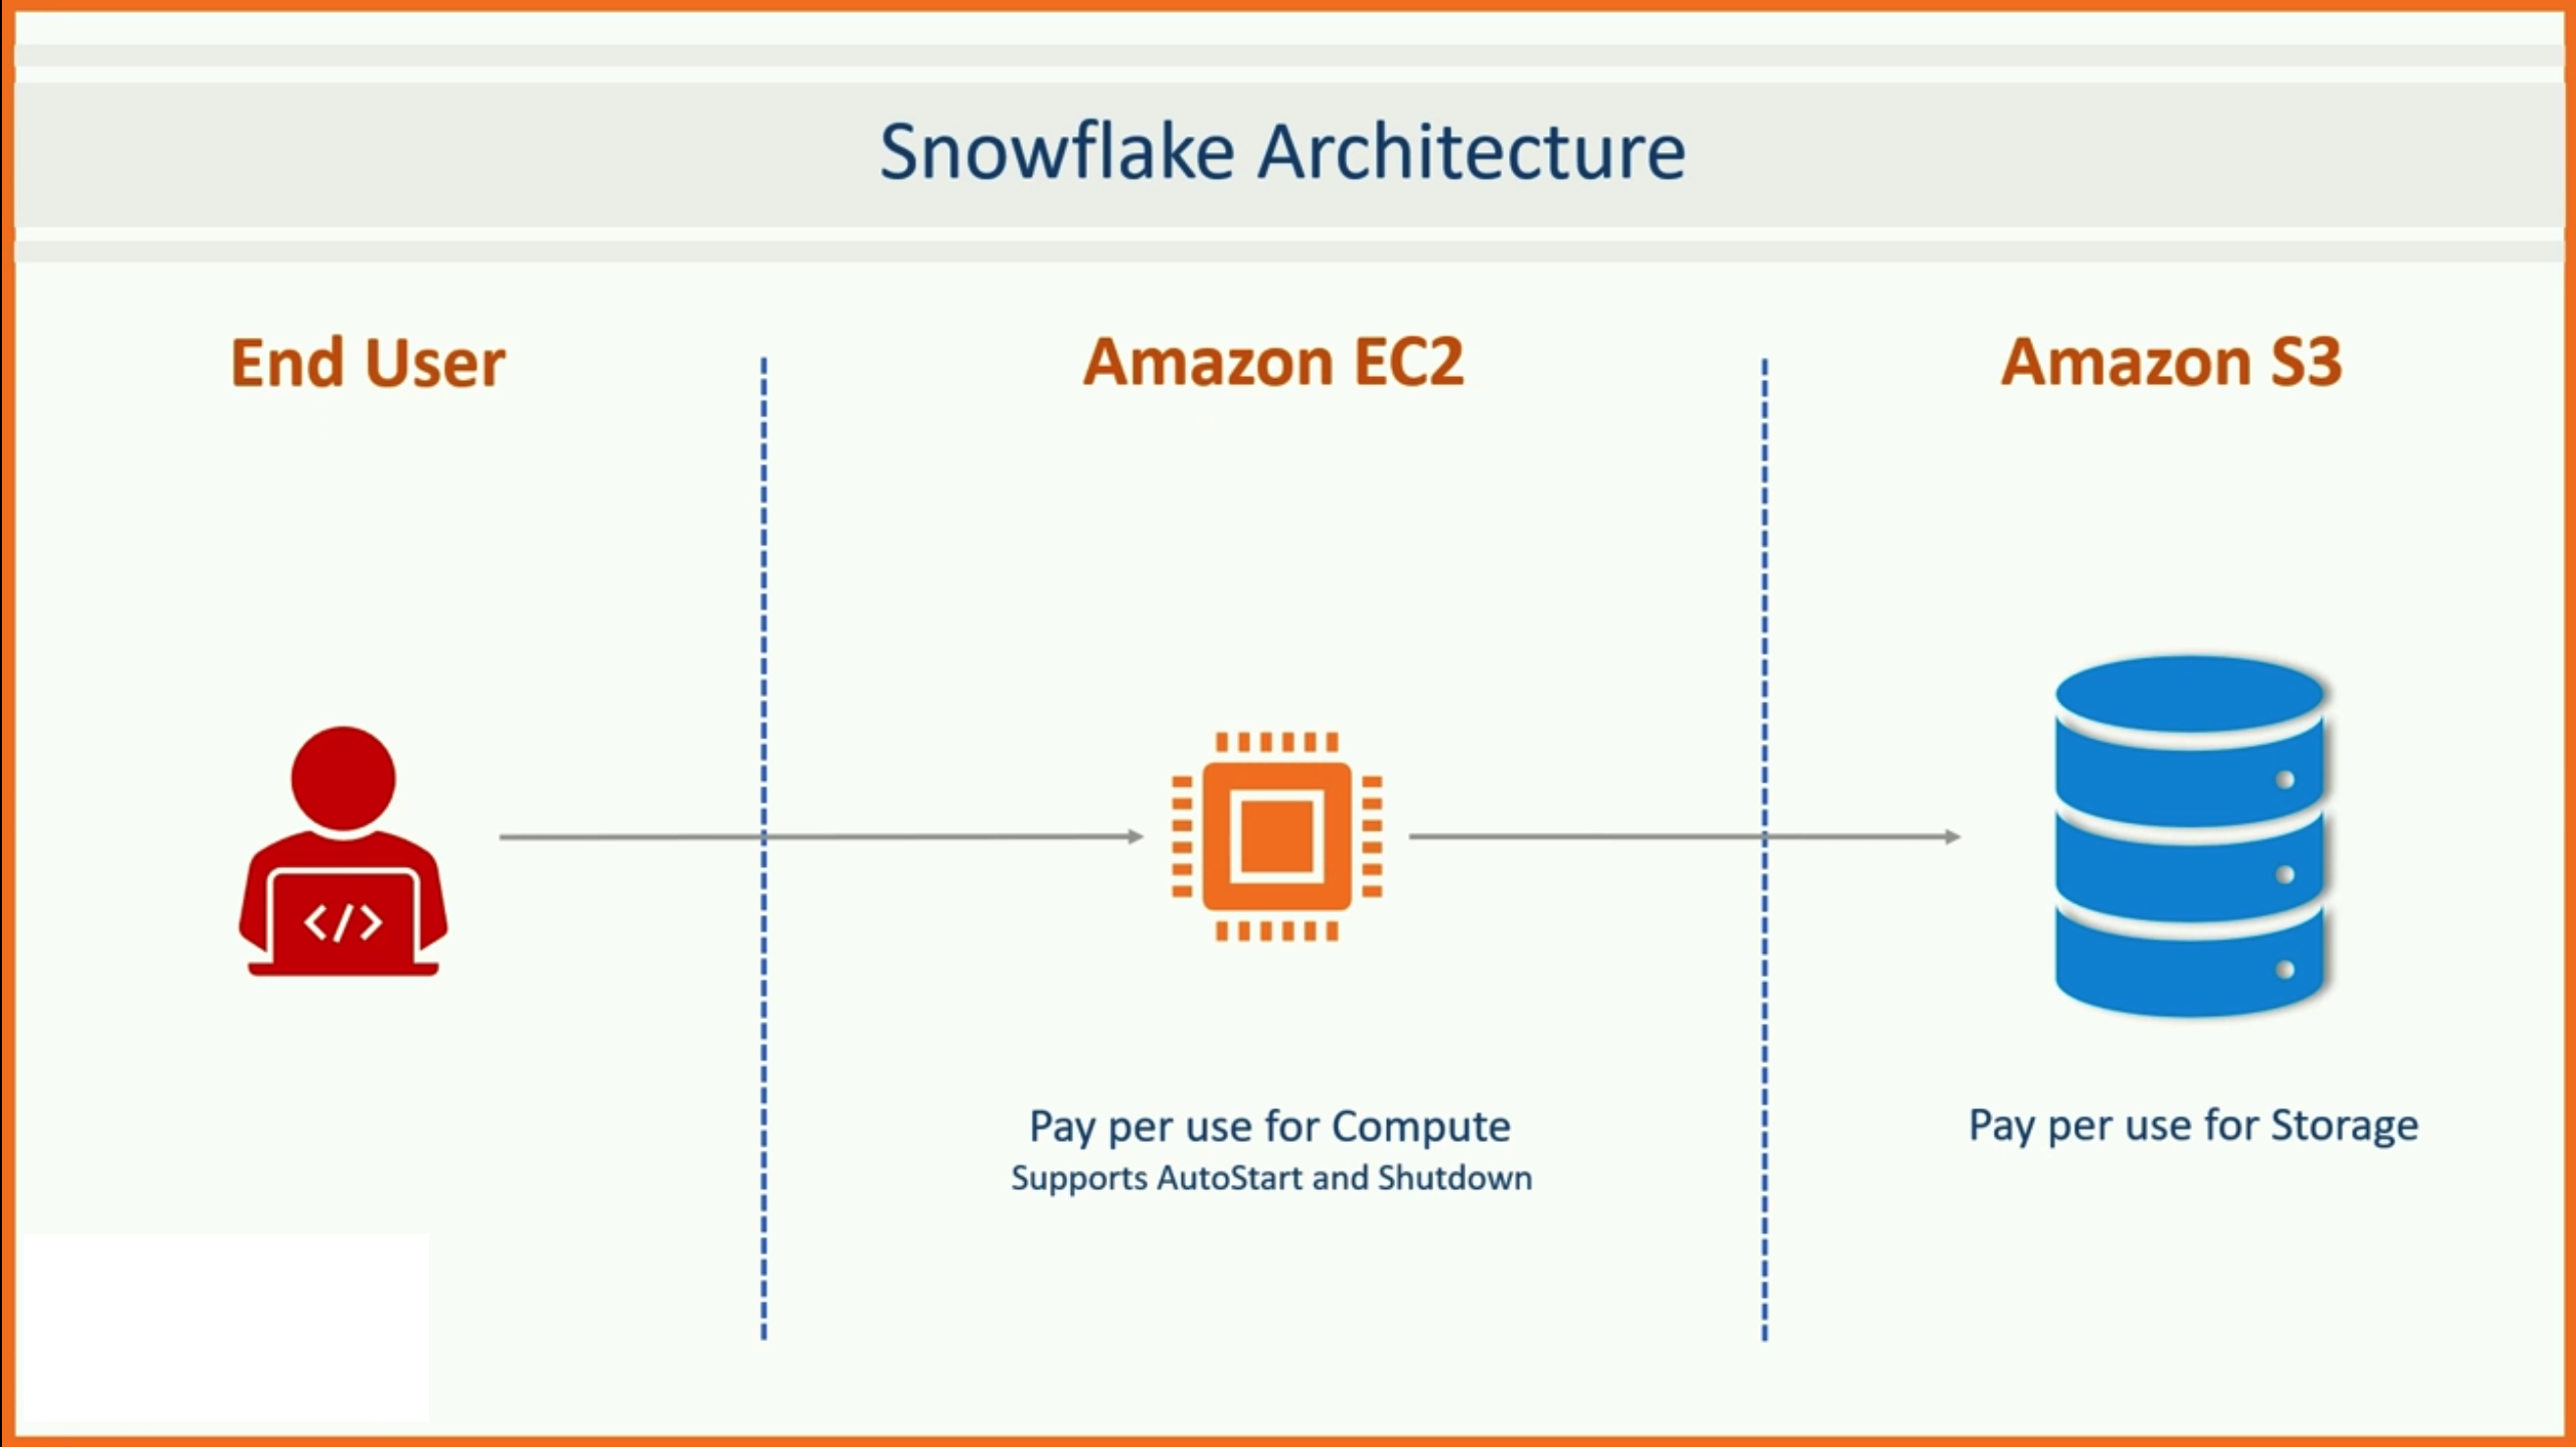 Snowflake Architecture
End User
Amazon EC2
Amazon S3
</>
Pay per use for Compute
Supports AutoStart and Shutdown
Pay per use for Storage